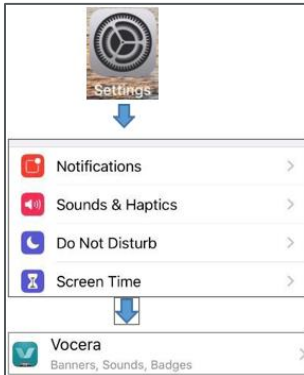 Settings
Notifications
Sounds & Haptics
Do Not Disturb
Screen Time
Vocera
Banners, Sounds, Badges